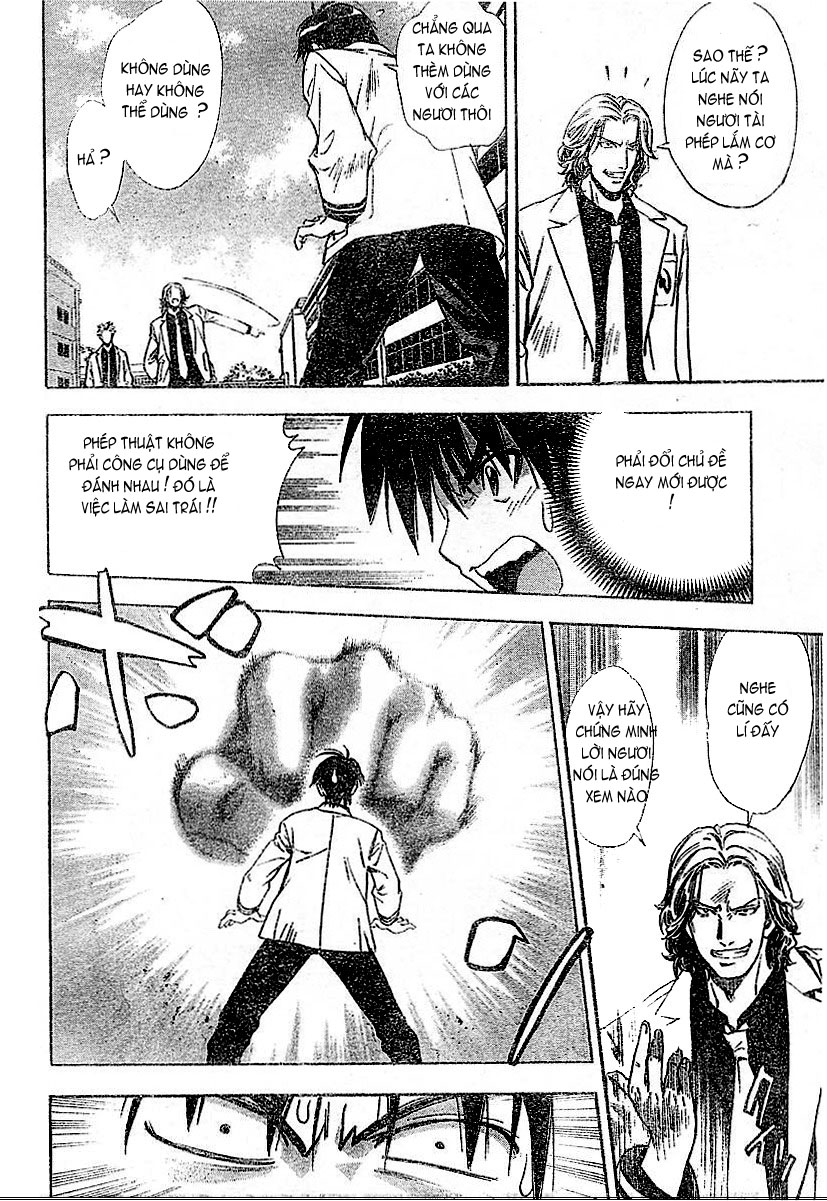 SAO THẾ ?
LÚC NÃY TA
NGHE NÓI
NGƯƠI TÀI
PHÉP LẮM CƠ
MÀ ?
CHẲNG QUA
TA KHÔNG
THÈM DÙNG
VỚI CÁC
NGƯƠI THÔI
KHÔNG DÙNG
HAY KHÔNG
THỂ DÙNG ?
HẢ ?
PHẢI ĐỔI CHỦ ĐỀ
NGAY MỚI ĐƯỢC
!
PHÉP THUẬT KHÔNG
PHẢI CÔNG CỤ DÙNG ĐỂ
ĐÁNH NHAU ! ĐÓ LÀ
VIỆC LÀM SAI TRÁI !!
NGHE
CŨNG CÓ
LÍ ĐẤY
VẬY HÃY
CHỨNG MINH
LỜI NGƯƠI
NÓI LÀ ĐÚNG
XEM NÀO